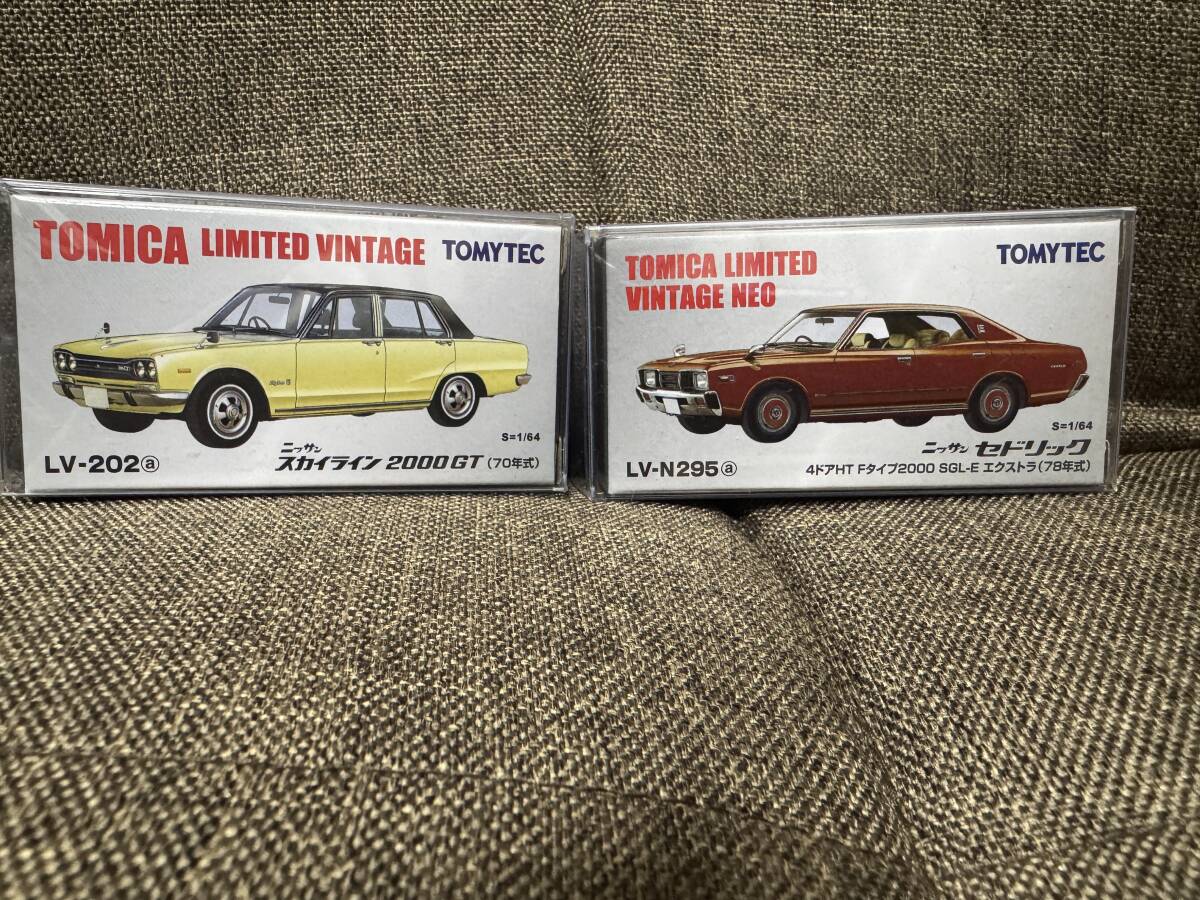 TOMICA LIMITED VINTAGE TOMYTEC
S=1/64
LV-202ⓐ ニッサン スカイライン 2000GT (70年式)
TOMICA LIMITED
VINTAGE NEO
TOMYTEC
S=1/64
ニッサン セドリック
LV-N295ⓐ 4ドアHT Fタイプ2000 SGL-E エクストラ(78年式)